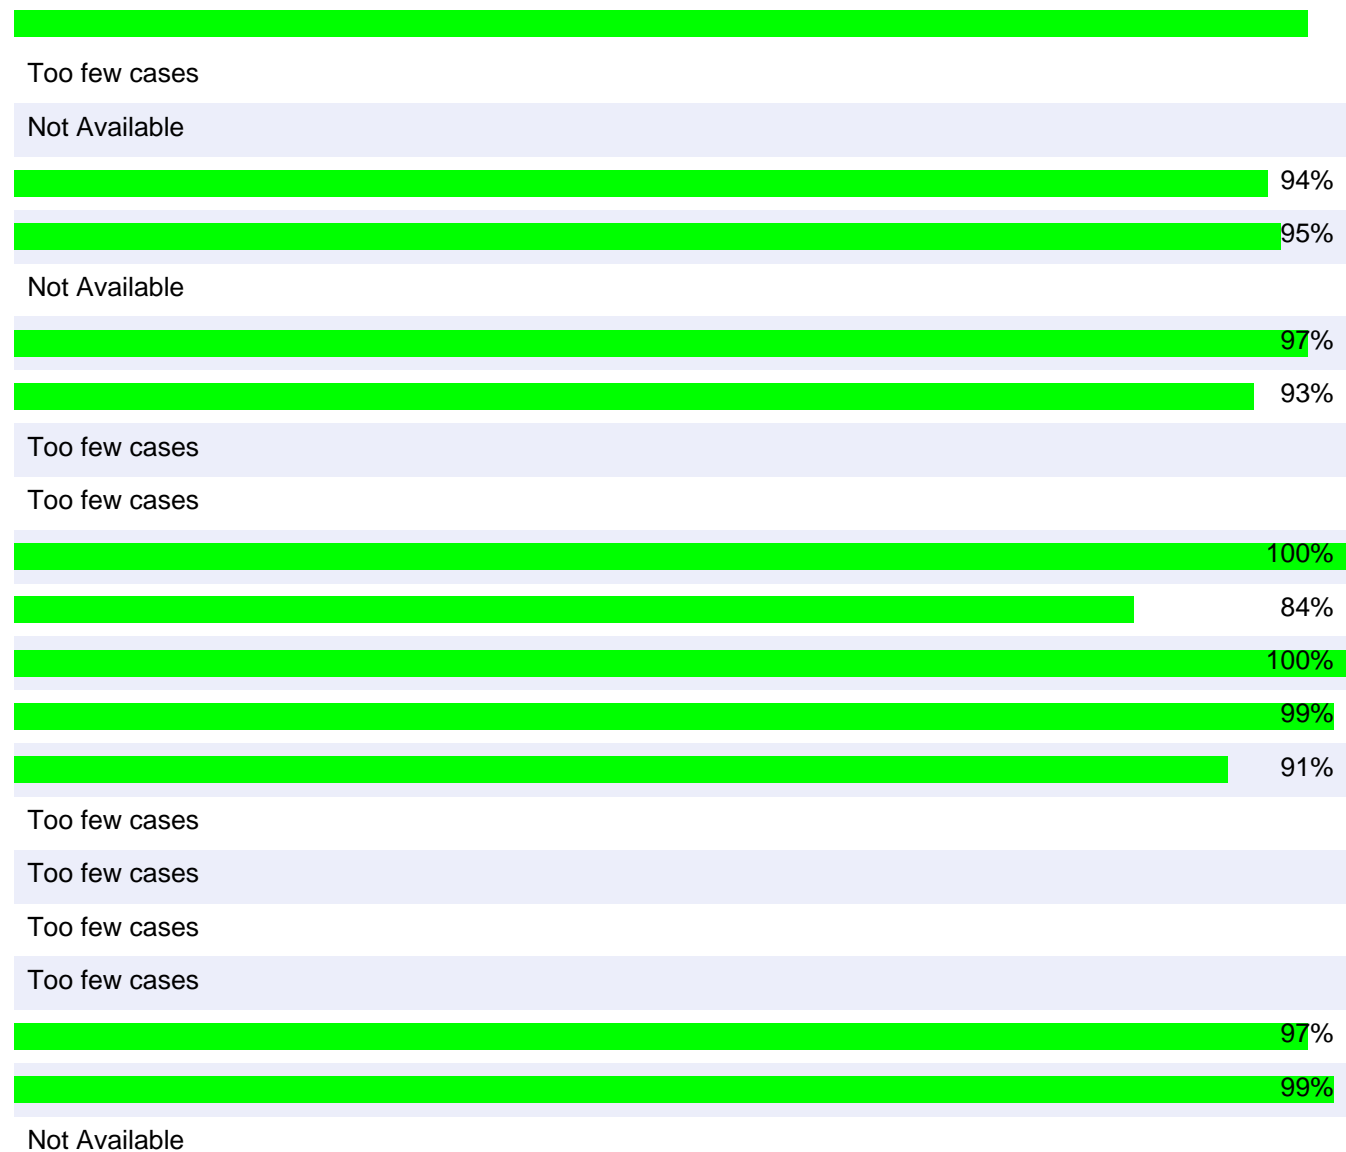 Too few cases
Not Available
94%
95%
Not Available
97%
93%
Too few cases
Too few cases
100%
84%
100%
99%
91%
Too few cases
Too few cases
Too few cases
Too few cases
97%
99%
Not Available